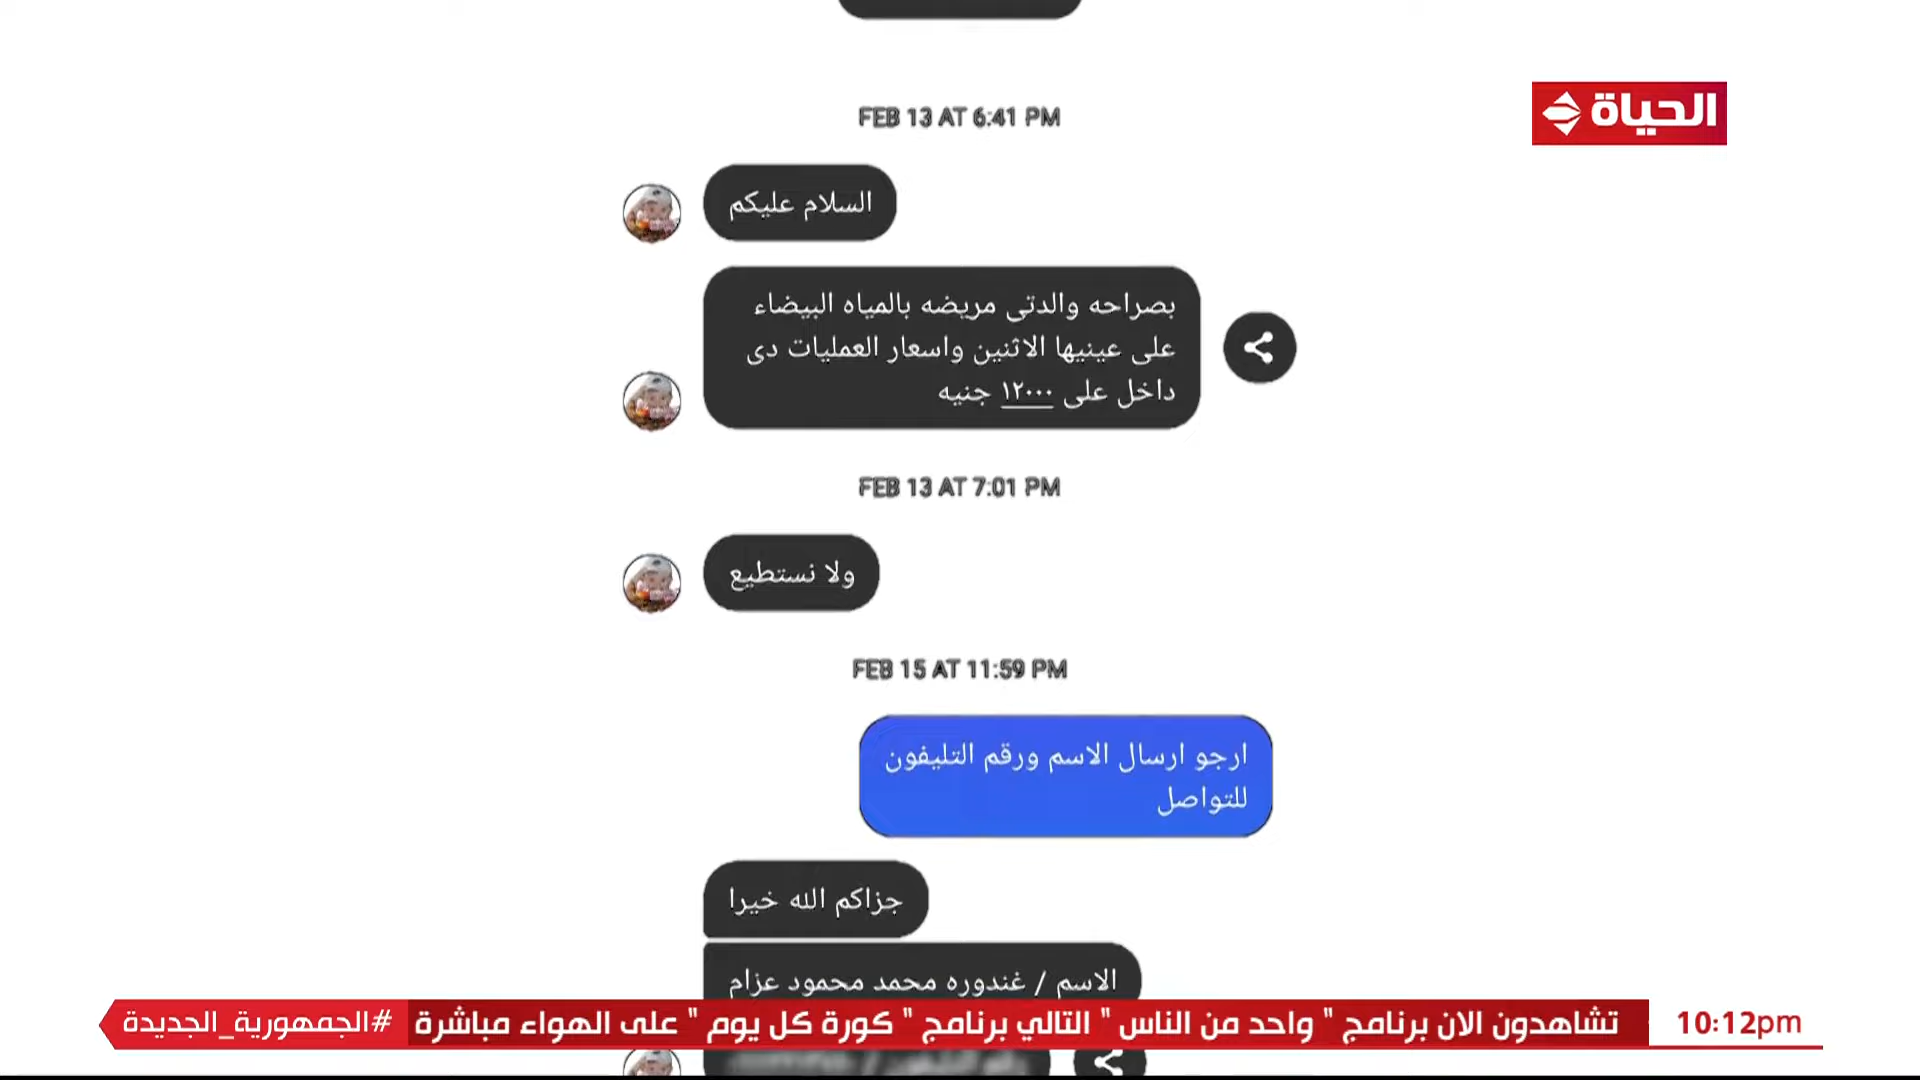 FEB 13 AT 6:41 PM
الحياة
السلام عليكم
بصراحه والدتى مريضه بالمياه البيضاء
على عينيها الاثنين واسعار العمليات دى
داخل على ١٢٠٠٠ جنيه
FEB 13 AT 7:01 PM
ولا نستطيع
FEB 15 AT 11:59 PM
ارجو ارسال الاسم ورقم التليفون
للتواصل
جزاكم الله خيرا
الاسم / غندوره محمد محمود عزام
تشاهدون الان برنامج " واحد من الناس " التالي برنامج " كورة كل يوم " على الهواء مباشرة
#الجمهورية_الجديدة
10:12pm